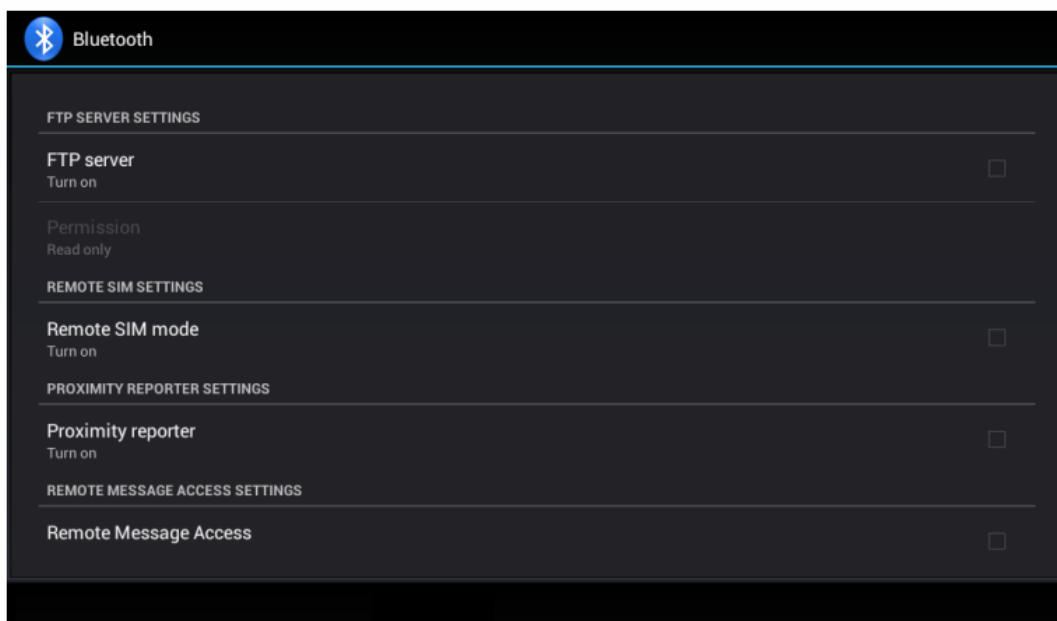 Bluetooth
FTP SERVER SETTINGS
FTP server
Turn on
Permission
Read only
REMOTE SIM SETTINGS
Remote SIM mode
Turn on
PROXIMITY REPORTER SETTINGS
Proximity reporter
Turn on
REMOTE MESSAGE ACCESS SETTINGS
Remote Message Access